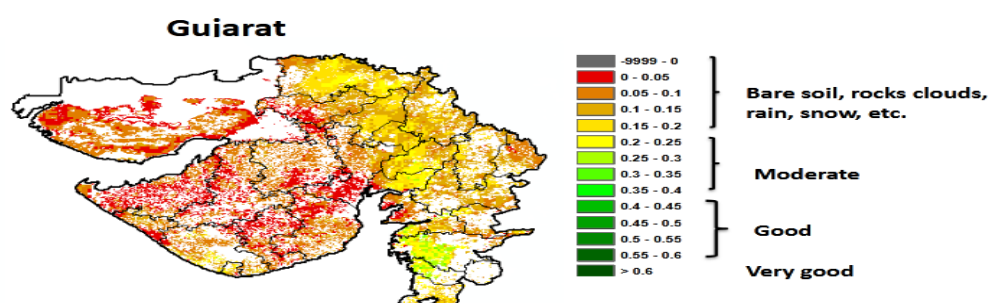 Gujarat
-9999 - 0
0 - 0.05
0.05 - 0.1
0.1 - 0.15
0.15 - 0.2
0.2 - 0.25
0.25 - 0.3
0.3 - 0.35
0.35 - 0.4
0.4 - 0.45
0.45 - 0.5
0.5 - 0.55
0.55 - 0.6
> 0.6
Bare soil, rocks clouds,
rain, snow, etc.
Moderate
Good
Very good